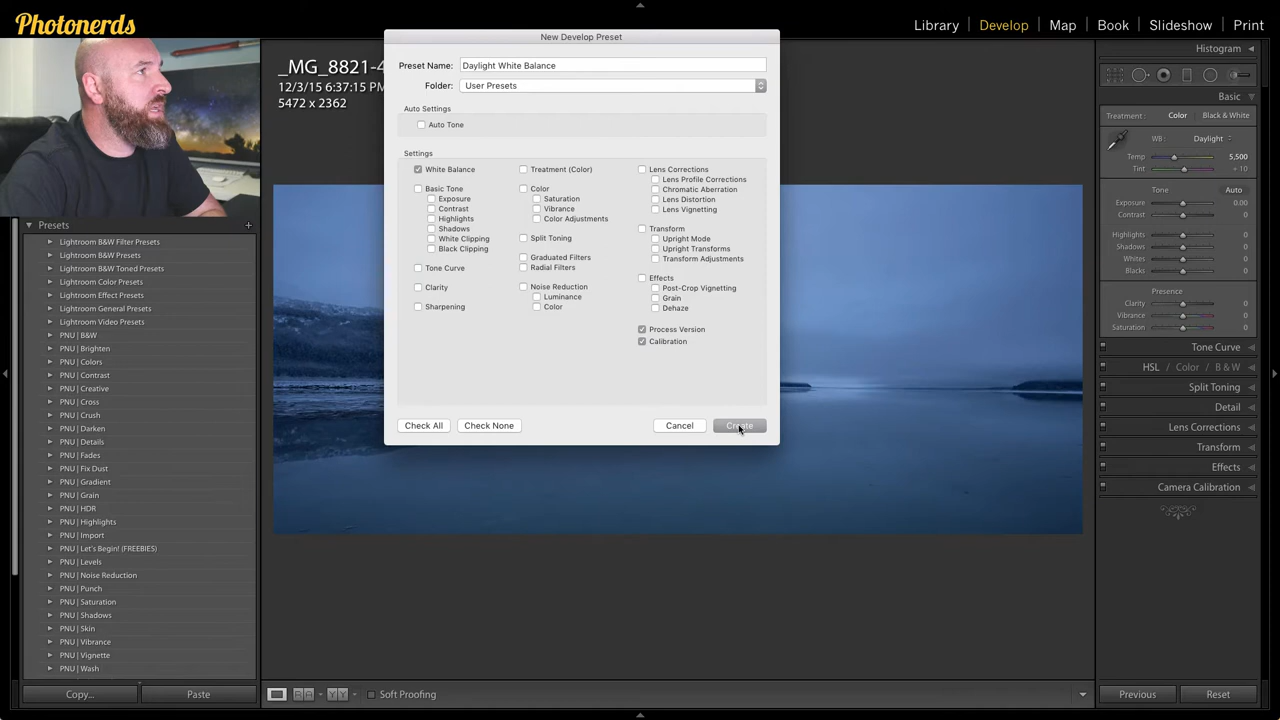 Photonerds
Library | Develop | Map | Book | Slideshow | Print
_MG_8821-4
12/3/15 6:37:15 PM
5472 x 2362
New Develop Preset
Preset Name: Daylight White Balance
Folder: User Presets
Auto Settings
Auto Tone
Settings
White Balance
Basic Tone
Exposure
Contrast
Highlights
Shadows
White Clipping
Black Clipping
Tone Curve
Clarity
Sharpening
Treatment (Color)
Color
Saturation
Vibrance
Color Adjustments
Split Toning
Graduated Filters
Radial Filters
Noise Reduction
Luminance
Color
Lens Corrections
Lens Profile Corrections
Chromatic Aberration
Lens Distortion
Lens Vignetting
Transform
Upright Mode
Upright Transforms
Transform Adjustments
Effects
Post-Crop Vignetting
Grain
Dehaze
Process Version
Calibration
Check All
Check None
Cancel
Create
Presets +
Lightroom B&W Filter Presets
Lightroom B&W Presets
Lightroom B&W Toned Presets
Lightroom Color Presets
Lightroom Effect Presets
Lightroom General Presets
Lightroom Video Presets
PNU | B&W
PNU | Brighten
PNU | Colors
PNU | Contrast
PNU | Creative
PNU | Cross
PNU | Crush
PNU | Darken
PNU | Details
PNU | Fades
PNU | Fix Dust
PNU | Gradient
PNU | Grain
PNU | HDR
PNU | Highlights
PNU | Import
PNU | Let's Begin! (FREEBIES)
PNU | Levels
PNU | Noise Reduction
PNU | Punch
PNU | Saturation
PNU | Shadows
PNU | Skin
PNU | Vibrance
PNU | Vignette
PNU | Wash
Copy...
Paste
Soft Proofing
Histogram
Basic
Treatment: Color | Black & White
WB: Daylight
Temp 5,500
Tint + 10
Tone Auto
Exposure 0.00
Contrast 0
Highlights 0
Shadows 0
Whites 0
Blacks 0
Presence
Clarity 0
Vibrance 0
Saturation 0
Tone Curve
HSL / Color / B & W
Split Toning
Detail
Lens Corrections
Transform
Effects
Camera Calibration
Previous
Reset